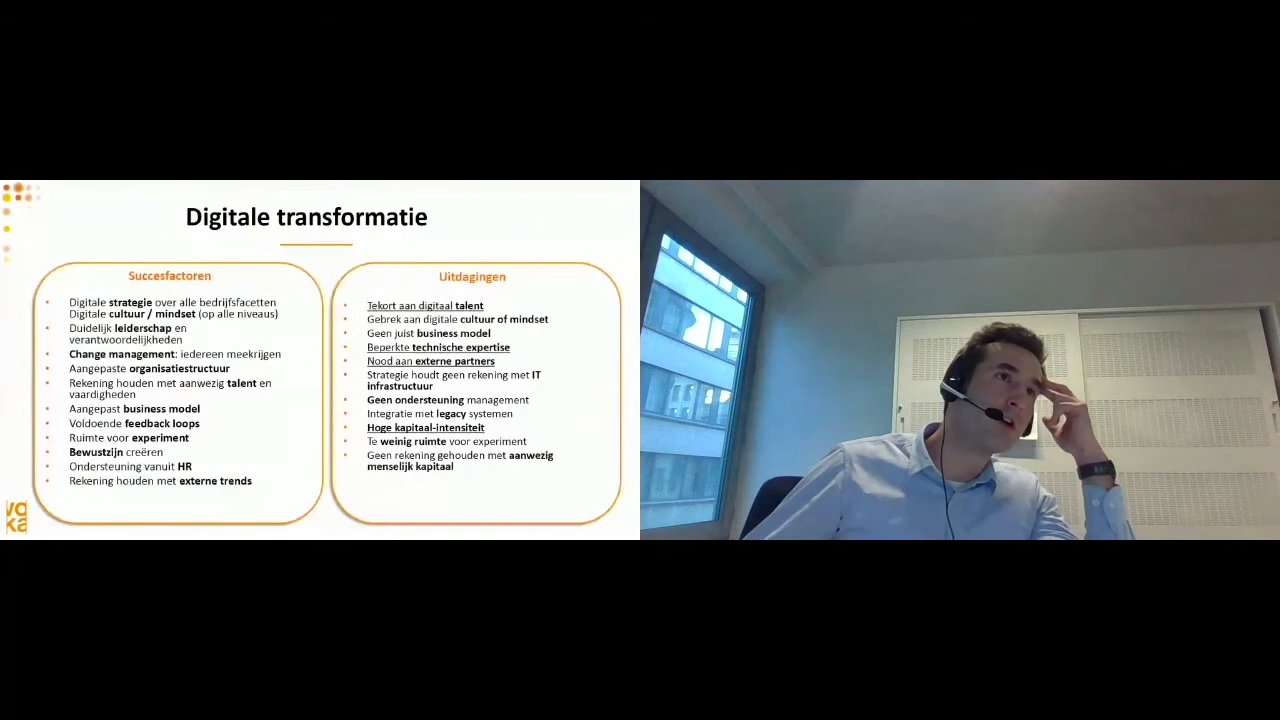 Digitale transformatie
Succesfactoren
Digitale strategie over alle bedrijfsfacetten
Digitale cultuur / mindset (op alle niveaus)
Duidelijk leiderschap en
verantwoordelijkheden
Change management: iedereen meekrijgen
Aangepaste organisatiestructuur
Rekening houden met aanwezig talent en
vaardigheden
Aangepast business model
Voldoende feedback loops
Ruimte voor experiment
Bewustzijn creëren
Ondersteuning vanuit HR
Rekening houden met externe trends
Uitdagingen
Tekort aan digitaal talent
Gebrek aan digitale cultuur of mindset
Geen juist business model
Beperkte technische expertise
Nood aan externe partners
Strategie houdt geen rekening met IT
infrastructuur
Geen ondersteuning management
Integratie met legacy systemen
Hoge kapitaal-intensiteit
Te weinig ruimte voor experiment
Geen rekening gehouden met aanwezig
menselijk kapitaal
vo
ka